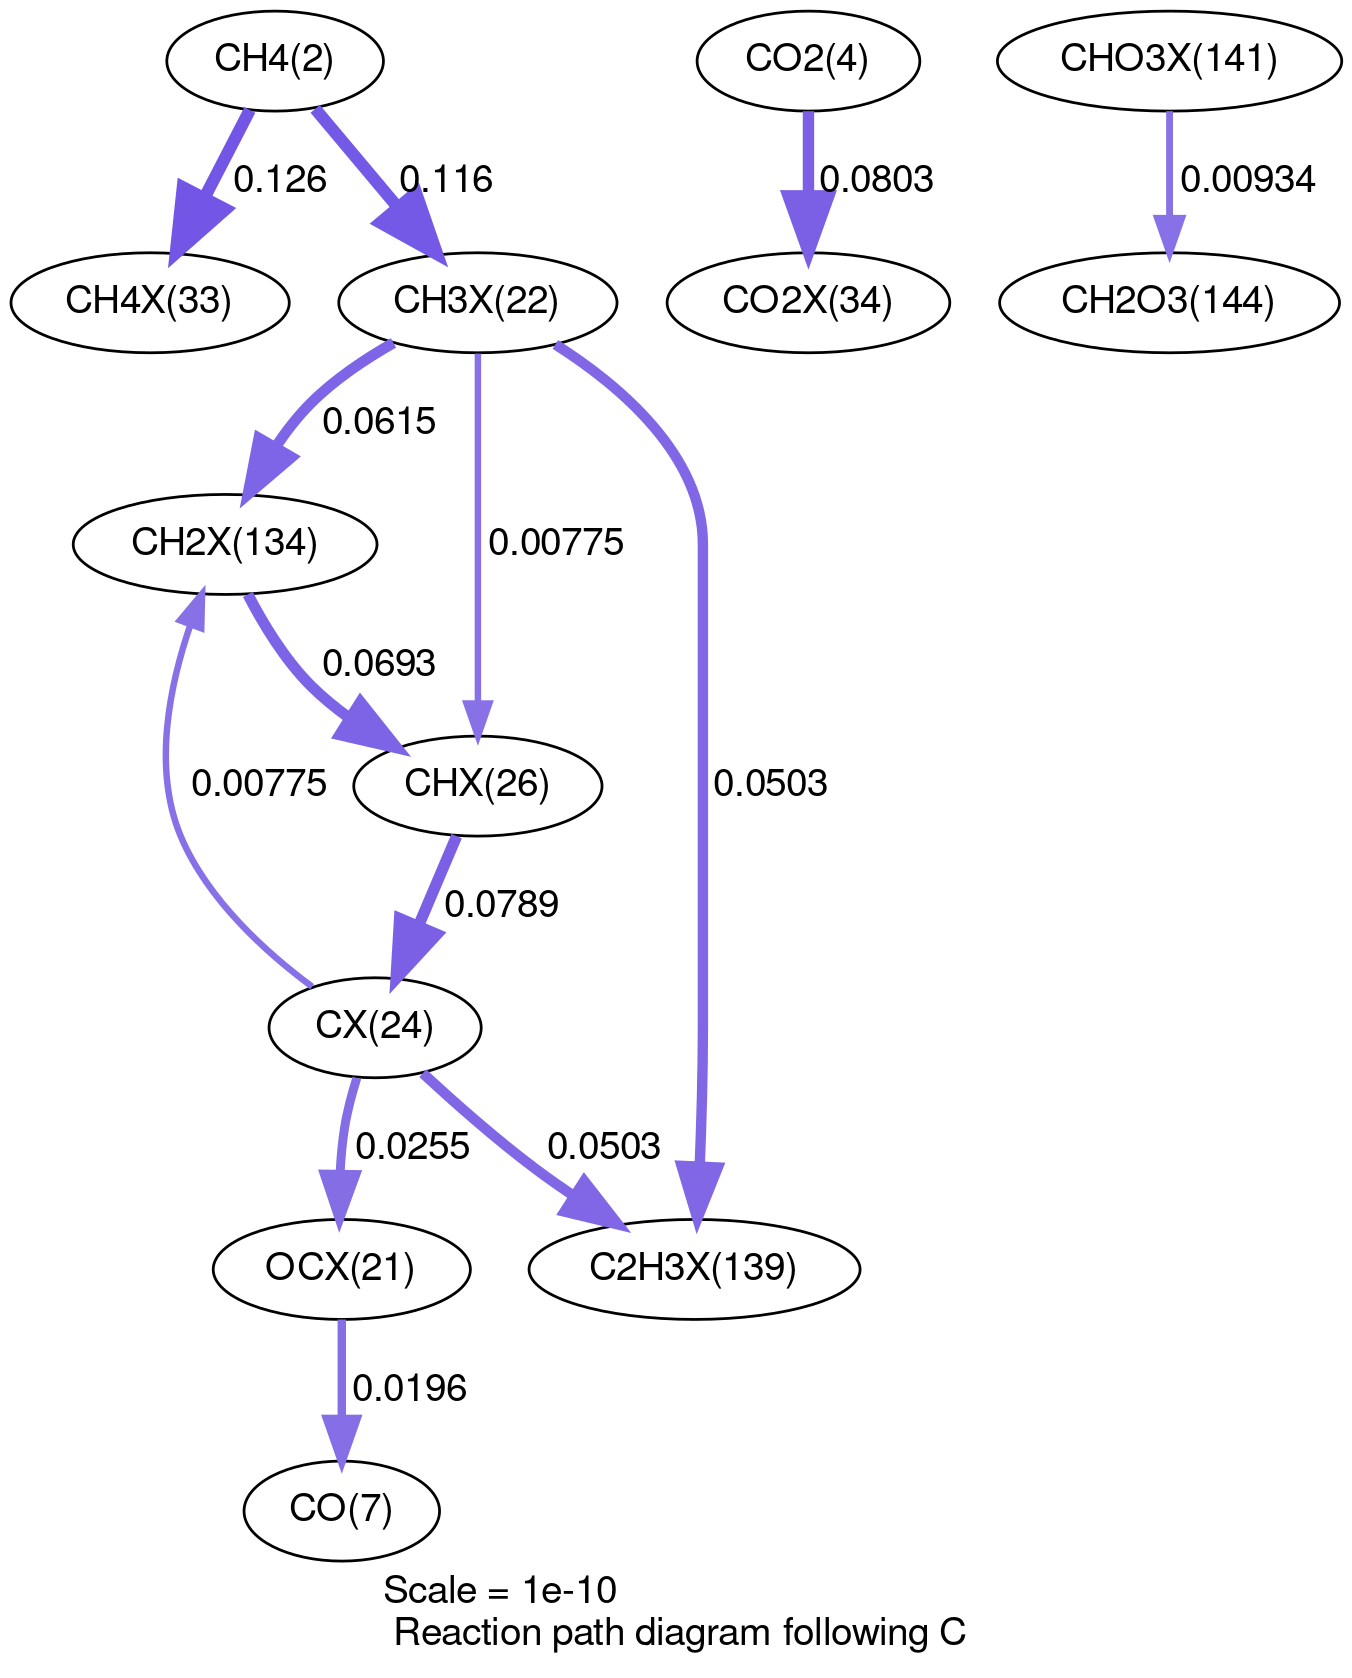 CH4(2)
CO2(4)
CHO3X(141)
0.126
0.116
0.0803
0.00934
CH4X(33)
CH3X(22)
CO2X(34)
CH2O3(144)
0.0615
CH2X(134)
0.00775
0.0693
0.00775
CHX(26)
0.0503
0.0789
CX(24)
0.0255
0.0503
OCX(21)
C2H3X(139)
0.0196
CO(7)
Scale = 1e-10
Reaction path diagram following C